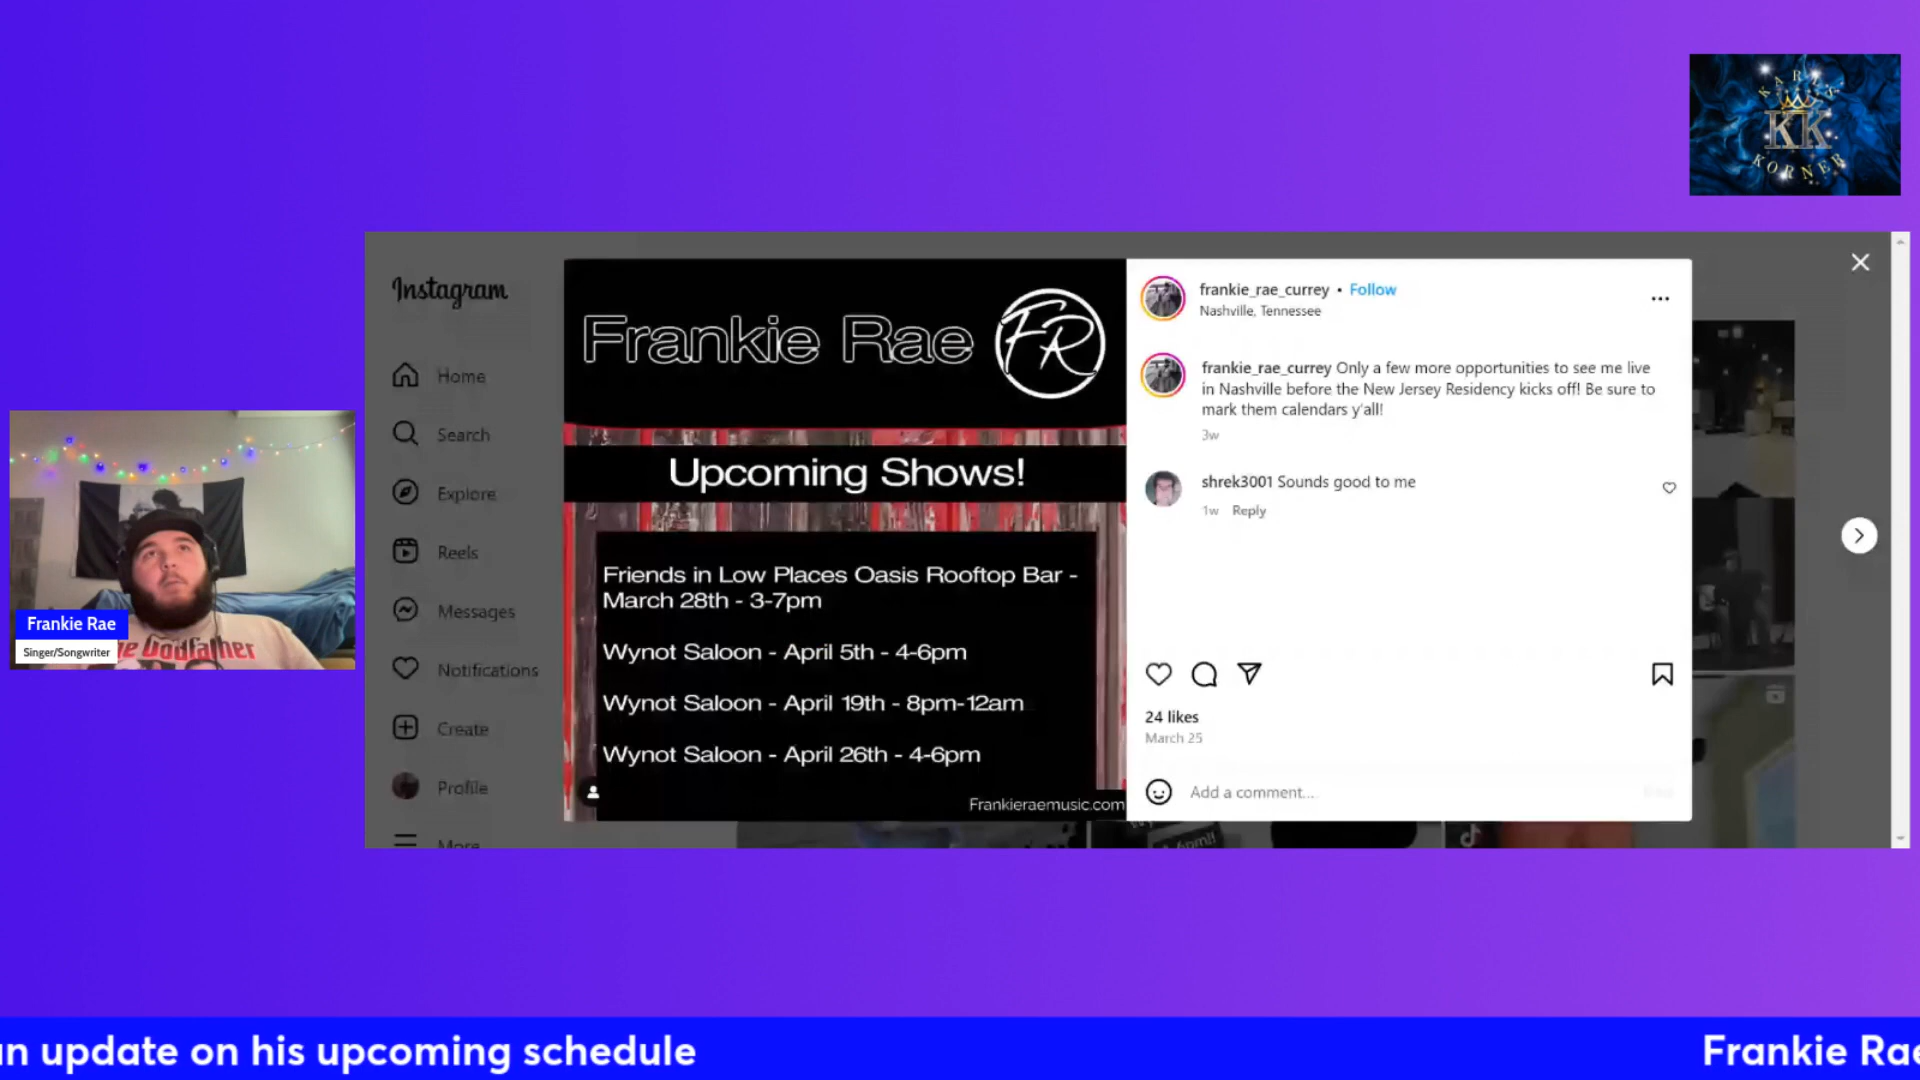 KARL'S
KK
KORNER
Instagram
Home
Search
Explore
Reels
Messages
Notifications
Create
Profile
More
Frankie Rae
FR
Upcoming Shows!
Friends in Low Places Oasis Rooftop Bar -
March 28th - 3-7pm
Wynot Saloon - April 5th - 4-6pm
Wynot Saloon - April 19th - 8pm-12am
Wynot Saloon - April 26th - 4-6pm
Frankieraemusic.com
frankie_rae_currey • Follow
Nashville, Tennessee
frankie_rae_currey Only a few more opportunities to see me live
in Nashville before the New Jersey Residency kicks off! Be sure to
mark them calendars y'all!
3w
shrek3001 Sounds good to me
1w Reply
24 likes
March 25
Add a comment...
Frankie Rae
Singer/Songwriter
Godfather
update on his upcoming schedule
Frankie Rae